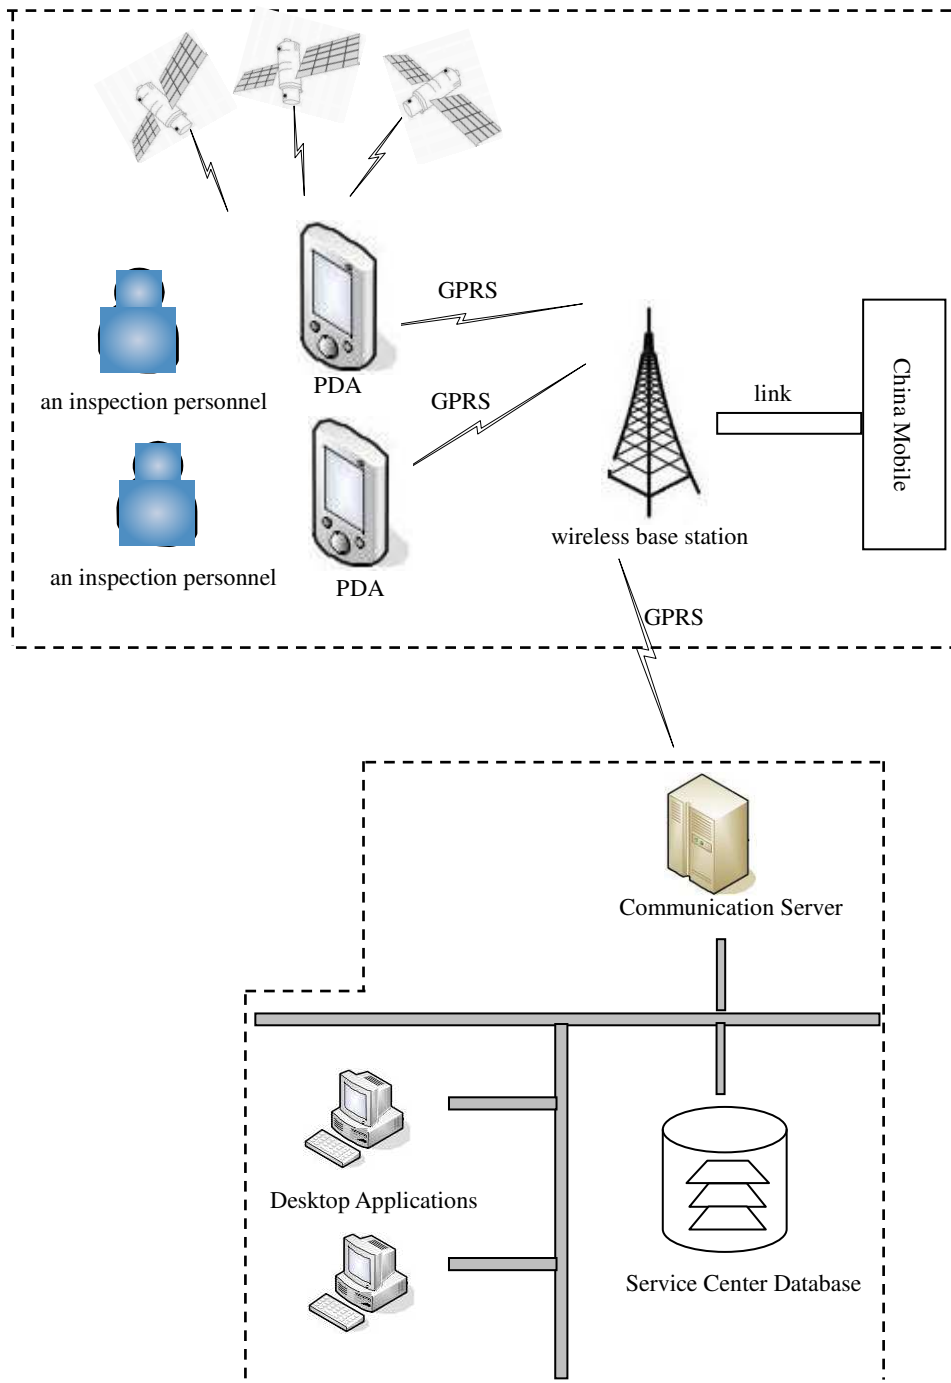 GPRS
PDA
an inspection personnel
GPRS
link
China Mobile
wireless base station
an inspection personnel
PDA
GPRS
Communication Server
Desktop Applications
Service Center Database